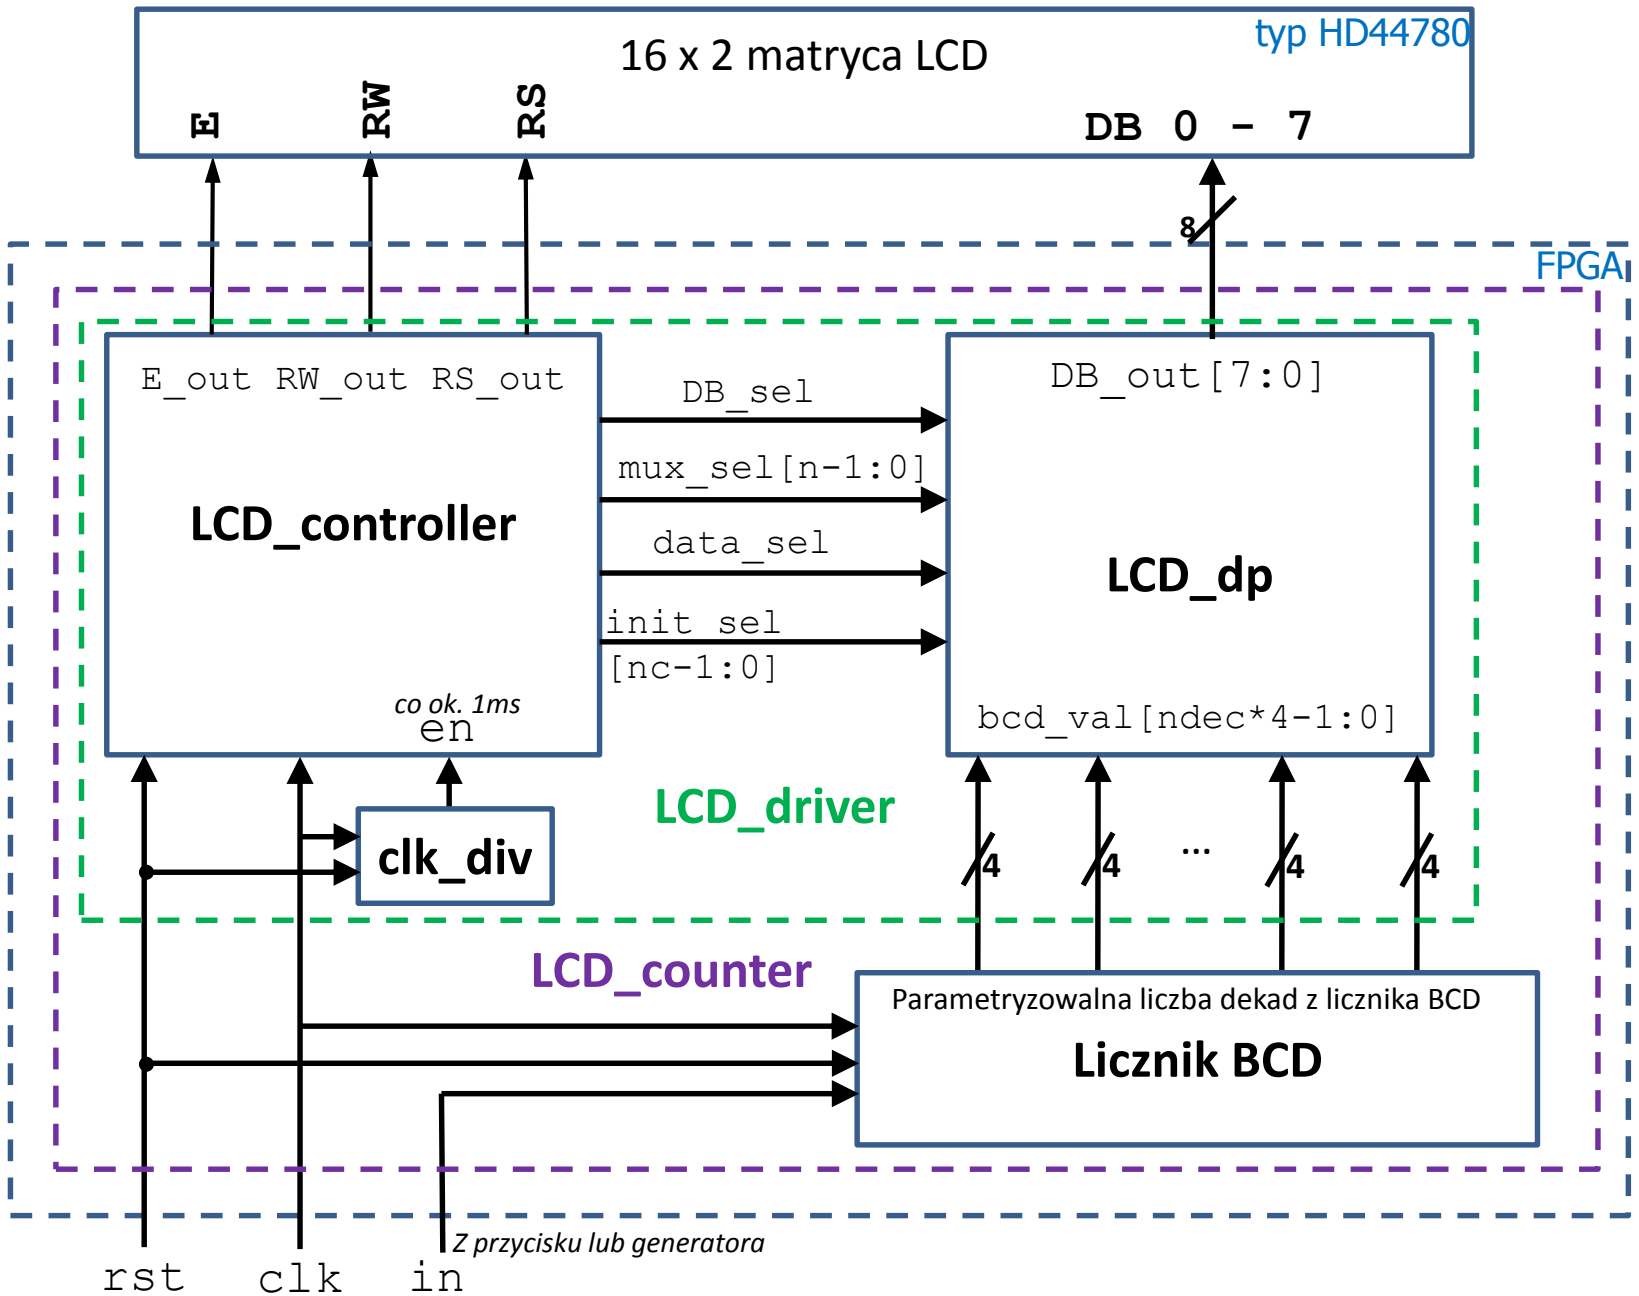 typ HD44780
16 x 2 matryca LCD
E
RW
RS
DB 0 - 7
8
FPGA
E_out RW_out RS_out
DB_out[7:0]
DB_sel
mux_sel[n-1:0]
LCD_controller
data_sel
LCD_dp
init sel
[nc-1:0]
co ok. 1ms
en
bcd_val[ndec*4-1:0]
LCD_driver
clk_div
4
4
...
4
4
LCD_counter
Parametryzowalna liczba dekad z licznika BCD
Licznik BCD
Z przycisku lub generatora
rst
clk
in